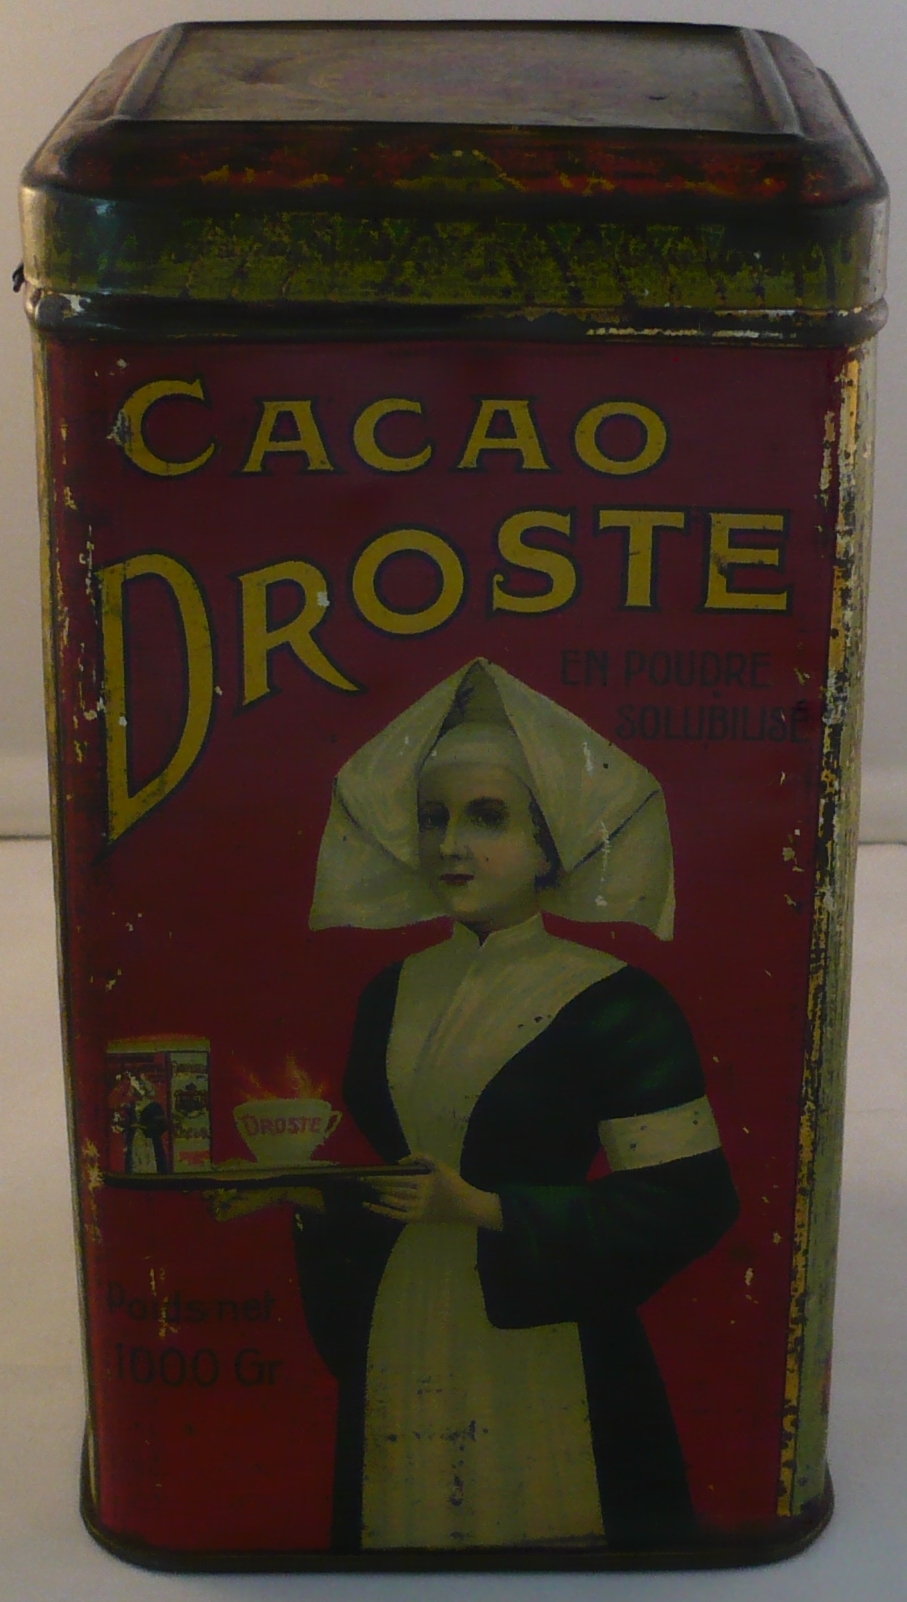 CACAO
DROSTE
EN POUDRE
SOLUBILISÉ
DROSTE
Poids net
1000 Gr